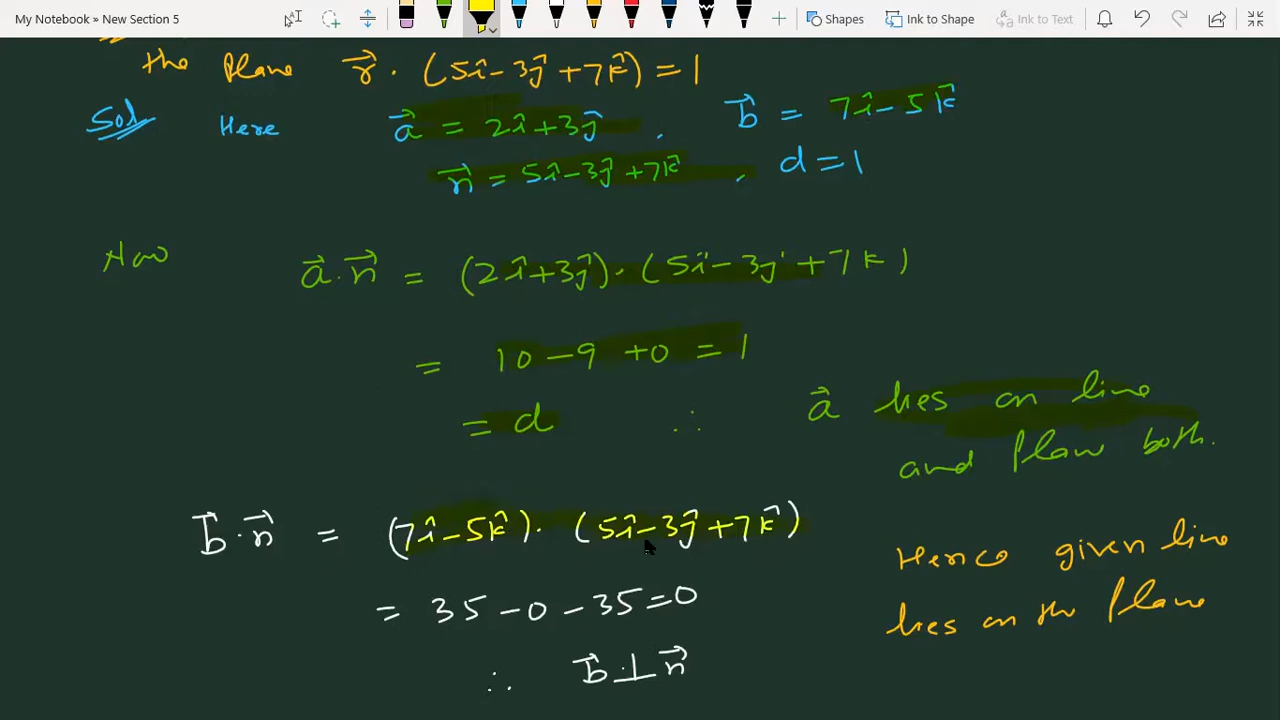 My Notebook » New Section 5
Shapes Ink to Shape Ink to Text
the Plane r⃗ · (5î−3ĵ+7k̂) = 1
Sol Here a⃗ = 2î+3ĵ , b⃗ = 7î−5k̂
n⃗ = 5î−3ĵ+7k̂ , d = 1
Now a⃗·n⃗ = (2î+3ĵ)·(5î−3ĵ+7k)
= 10−9+0 = 1
= d ∴ a⃗ lies on line
and Plane both.
b⃗·n⃗ = (7î−5k̂)·(5î−3ĵ+7k̂)
= 35−0−35=0
∴ b⃗⊥n⃗
Hence given line
lies on the Plane